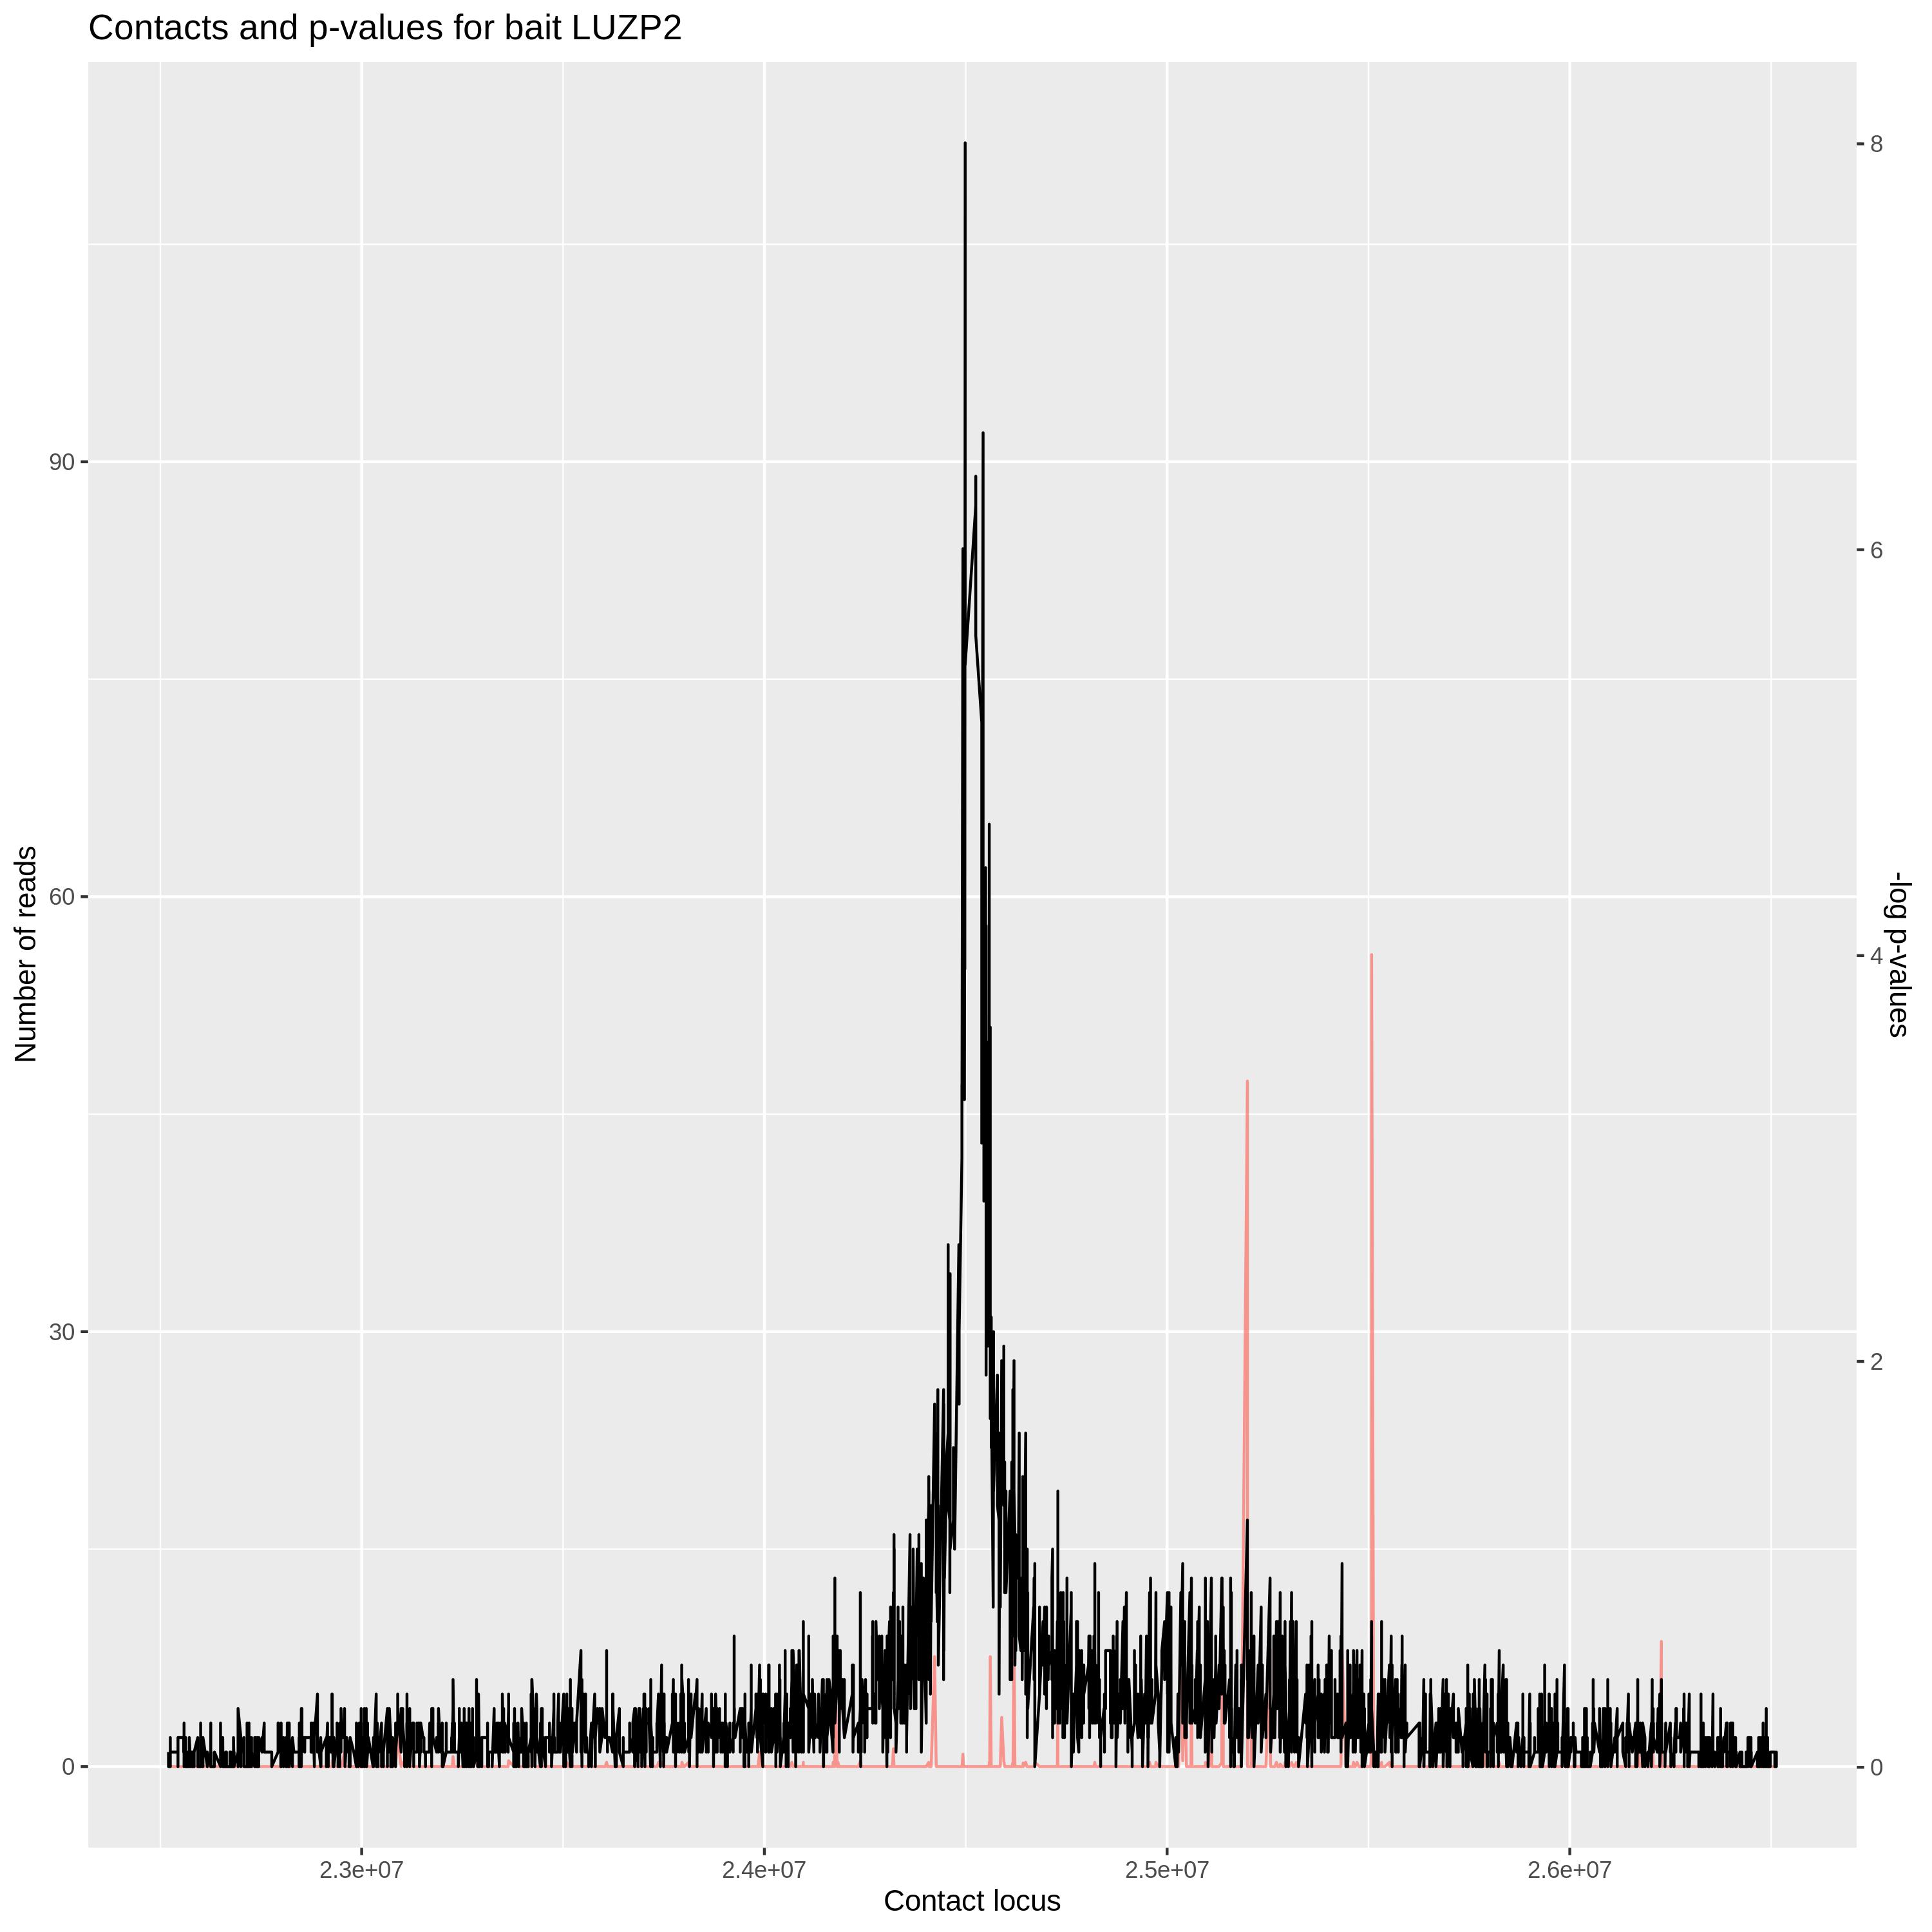 Contacts and p-values for bait LUZP2
8
6
4
2
0
90
60
30
0
Number of reads
-log p-values
2.3e+07
2.4e+07
2.5e+07
2.6e+07
Contact locus